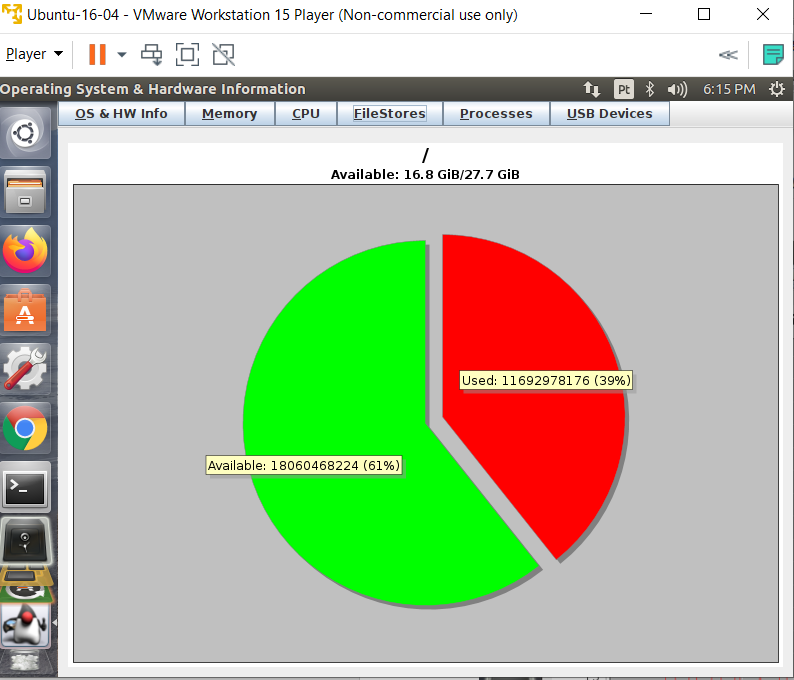 Ubuntu-16-04 - VMware Workstation 15 Player (Non-commercial use only)
Player
Operating System & Hardware Information
Pt
6:15 PM
OS & HW Info
Memory
CPU
FileStores
Processes
USB Devices
/
Available: 16.8 GiB/27.7 GiB
Used: 11692978176 (39%)
Available: 18060468224 (61%)